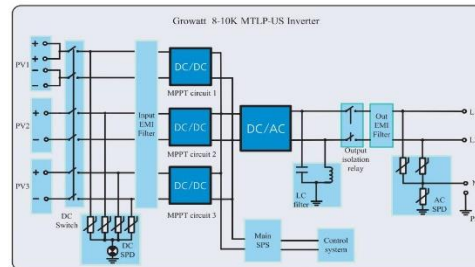 Growatt 8-10K MTLP-US Inverter
PV1
PV2
PV3
DC
Switch
DC
SPD
Input
EMI
Filter
DC/DC
MPPT circuit 1
DC/DC
MPPT circuit 2
DC/DC
MPPT circuit 3
DC/AC
LC
filter
Output
isolation
relay
Out
EMI
Filter
AC
SPD
Main
SPS
Control
system